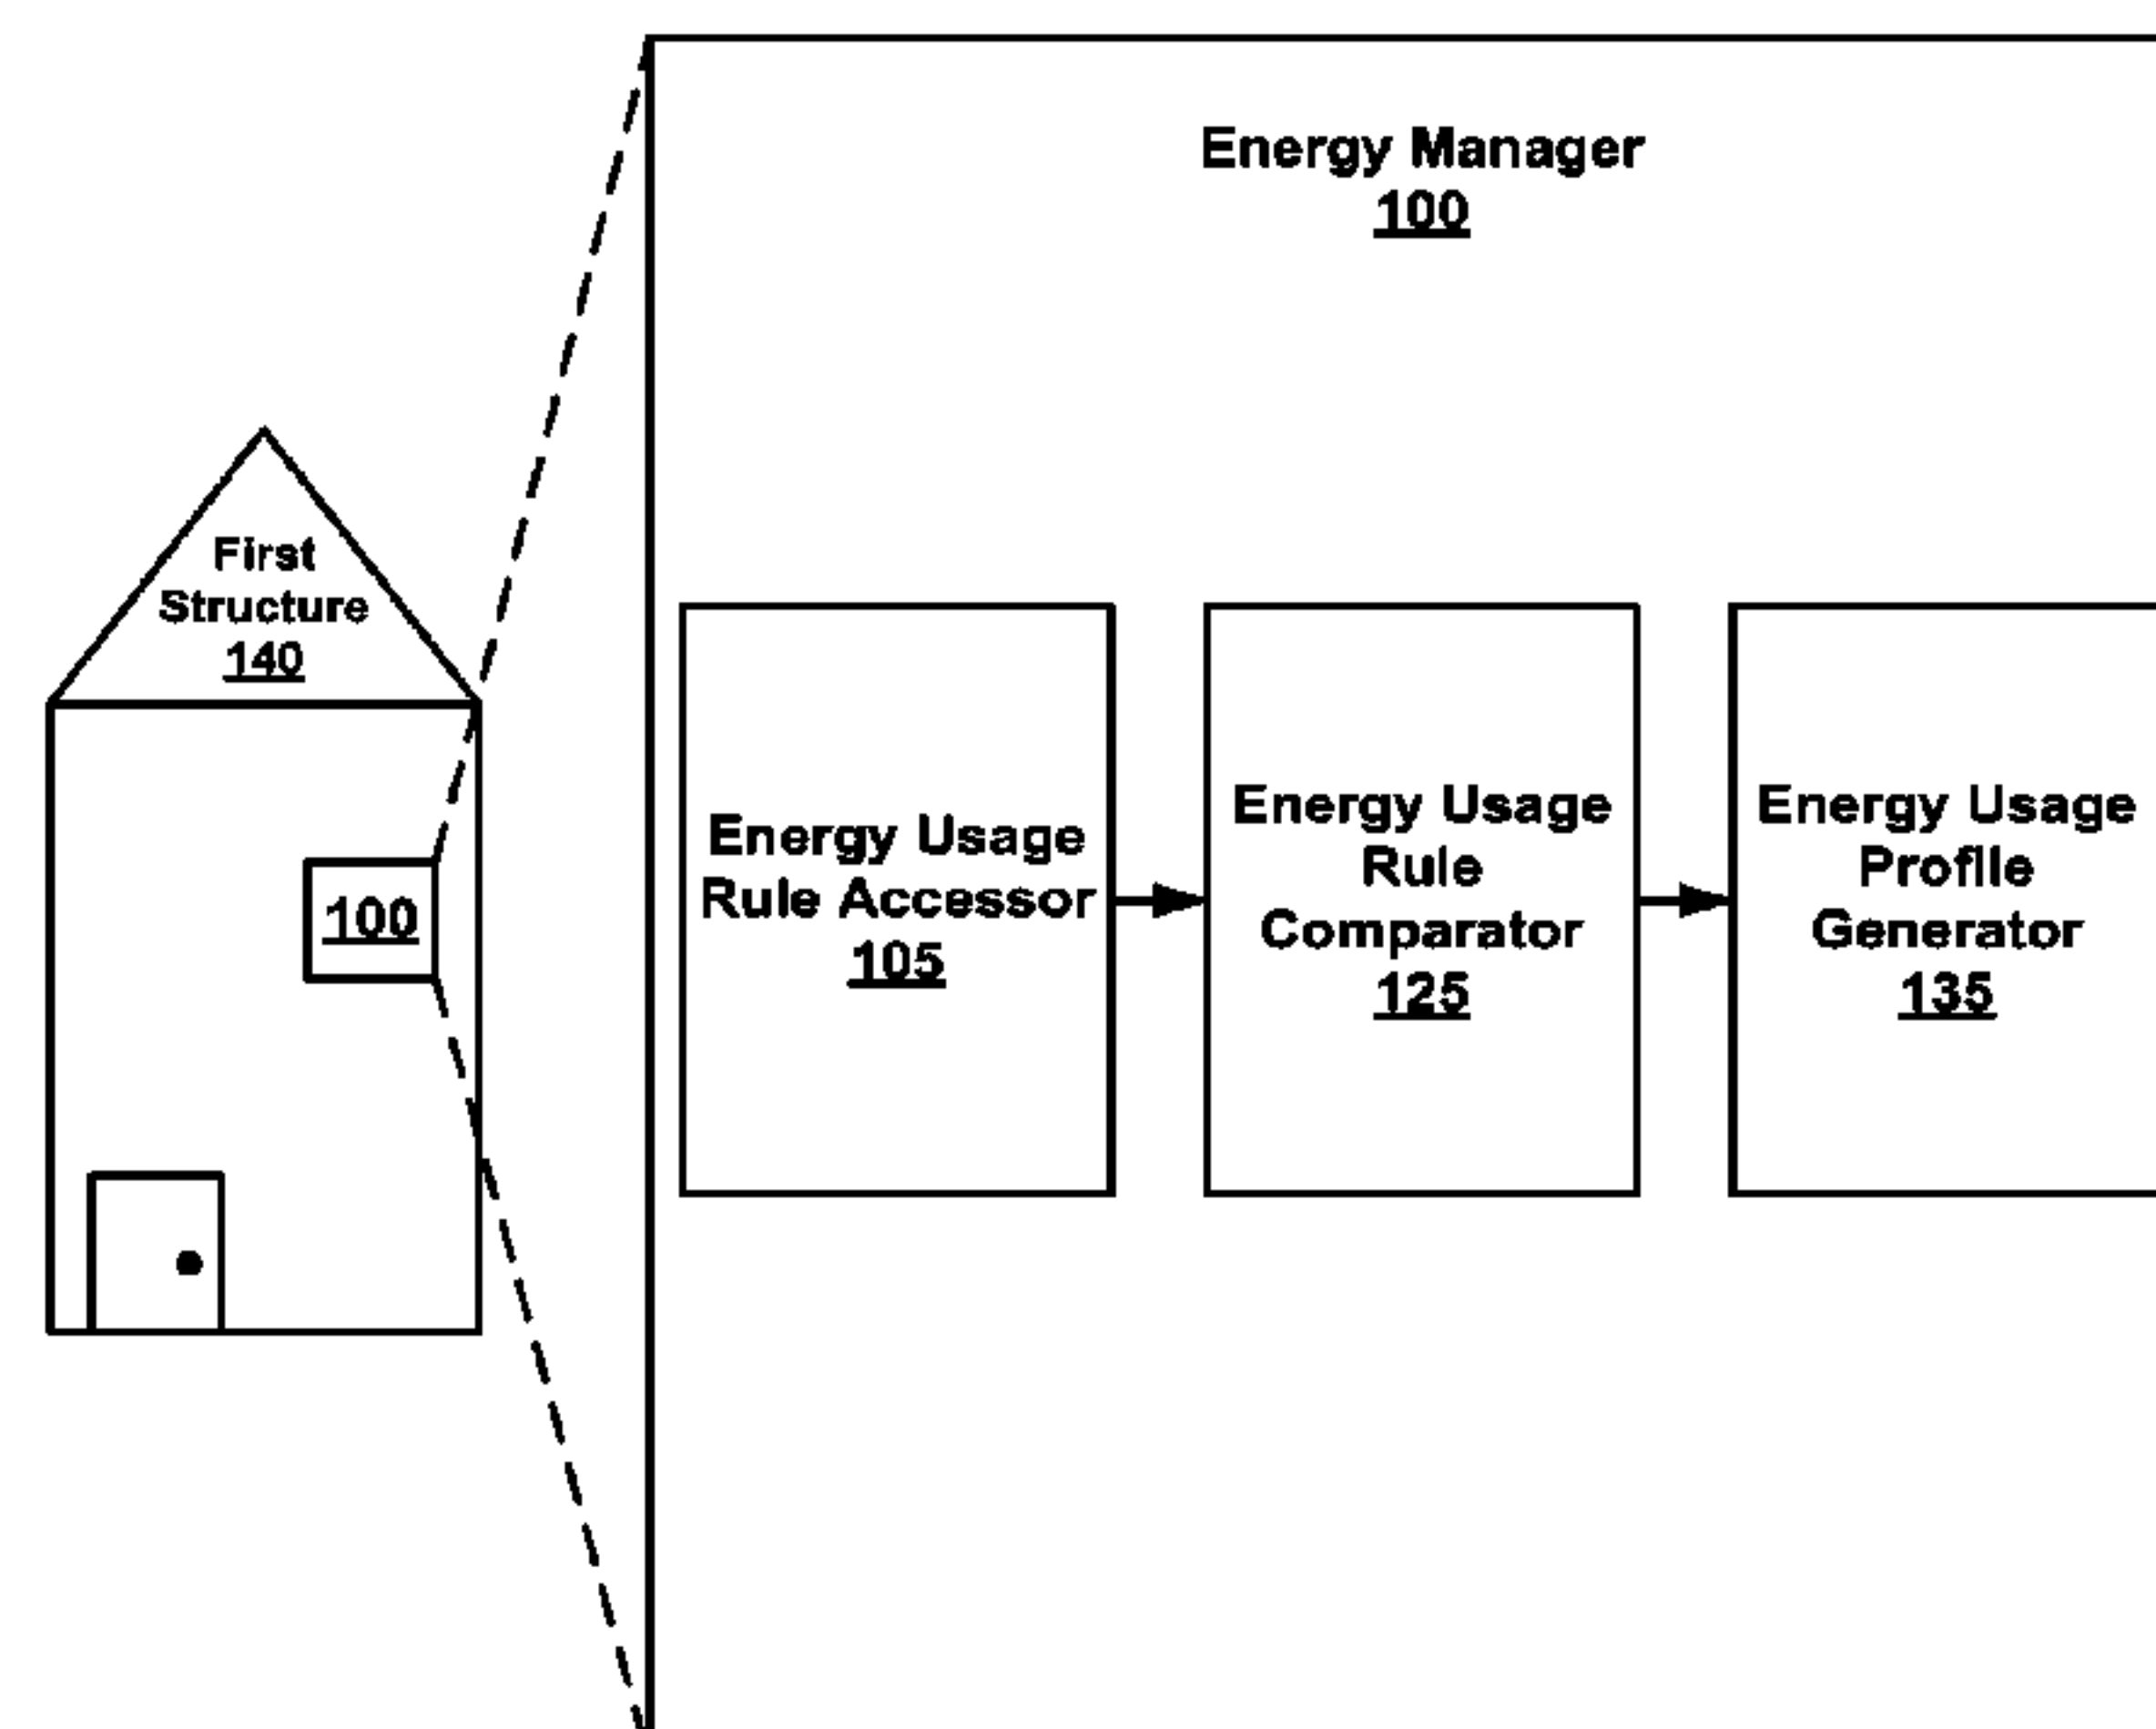 Energy Manager
100
First
Structure
140
100
Energy Usage
Rule Accessor
105
Energy Usage
Rule
Comparator
125
Energy Usage
Profile
Generator
135